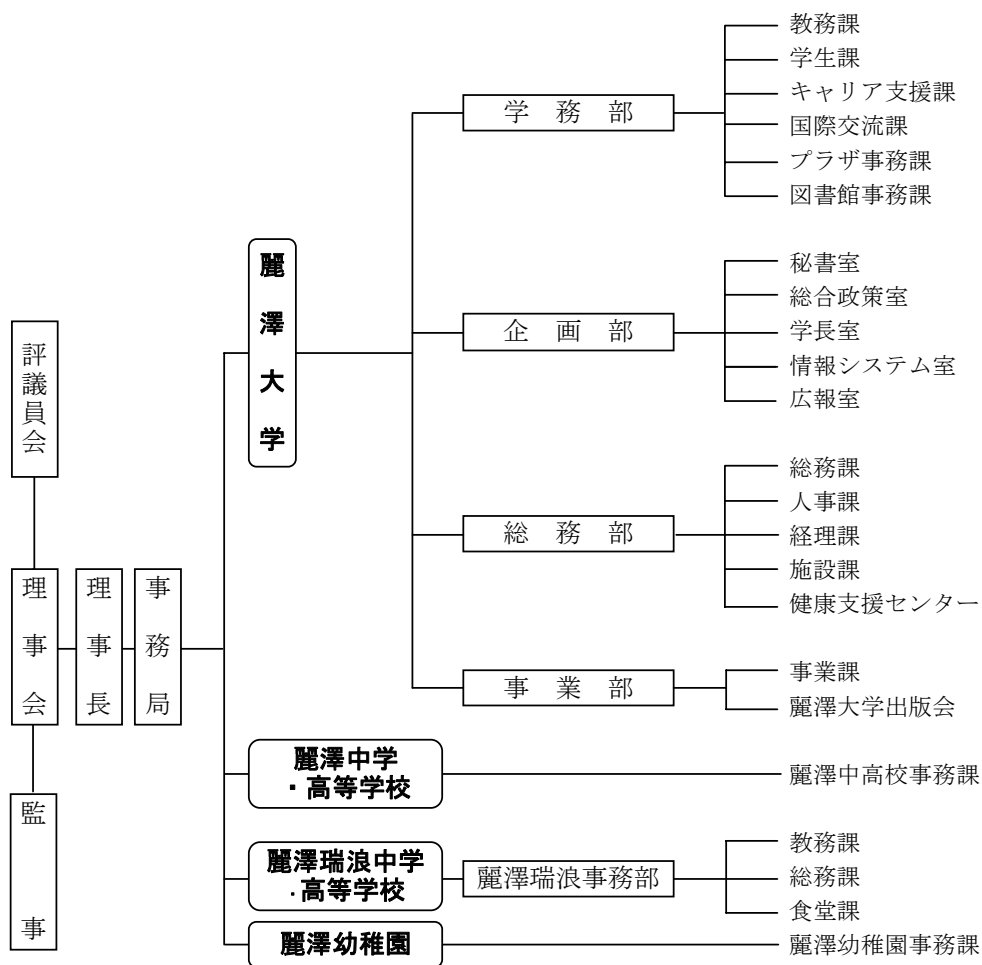 評議員会
理事会
監事
理事長
事務局
麗澤大学
学務部
教務課
学生課
キャリア支援課
国際交流課
プラザ事務課
図書館事務課
企画部
秘書室
総合政策室
学長室
情報システム室
広報室
総務部
総務課
人事課
経理課
施設課
健康支援センター
事業部
事業課
麗澤大学出版会
麗澤中学
・高等学校
麗澤中高校事務課
麗澤瑞浪中学
.高等学校
麗澤瑞浪事務部
教務課
総務課
食堂課
麗澤幼稚園
麗澤幼稚園事務課